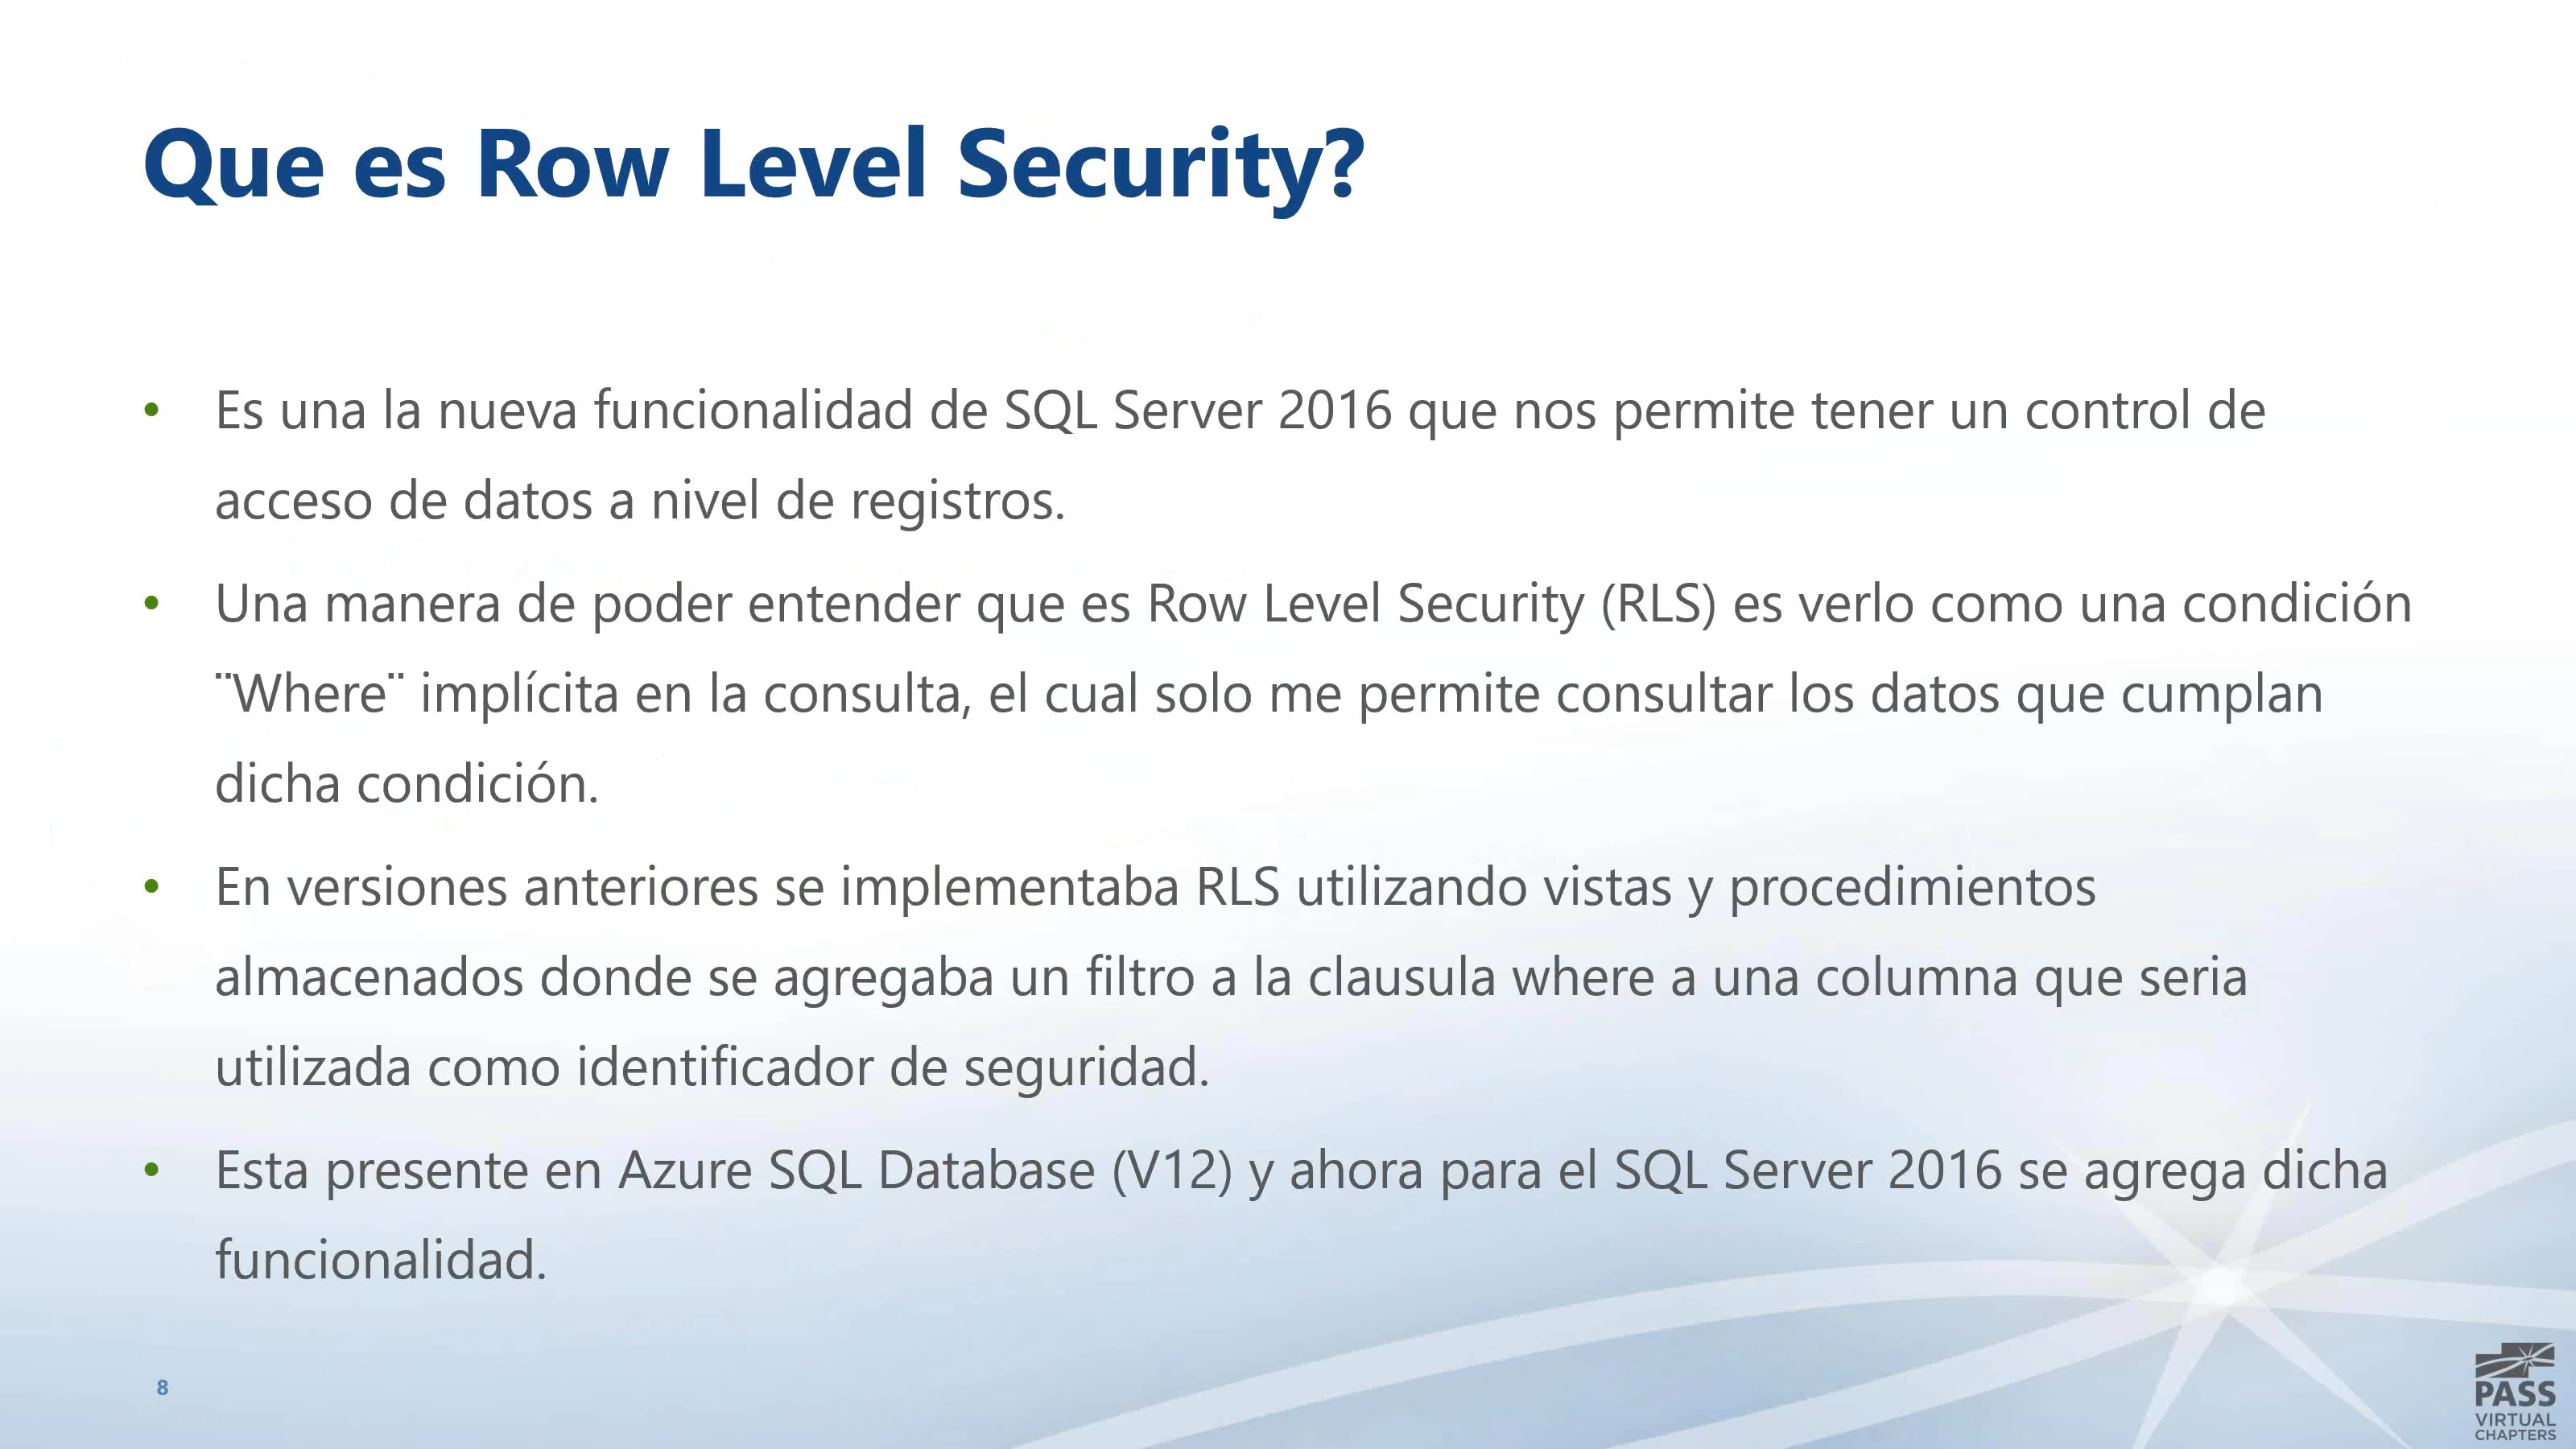 Que es Row Level Security?
• Es una la nueva funcionalidad de SQL Server 2016 que nos permite tener un control de
acceso de datos a nivel de registros.
• Una manera de poder entender que es Row Level Security (RLS) es verlo como una condición
¨Where¨ implícita en la consulta, el cual solo me permite consultar los datos que cumplan
dicha condición.
• En versiones anteriores se implementaba RLS utilizando vistas y procedimientos
almacenados donde se agregaba un filtro a la clausula where a una columna que seria
utilizada como identificador de seguridad.
• Esta presente en Azure SQL Database (V12) y ahora para el SQL Server 2016 se agrega dicha
funcionalidad.
8
PASS
VIRTUAL
CHAPTERS